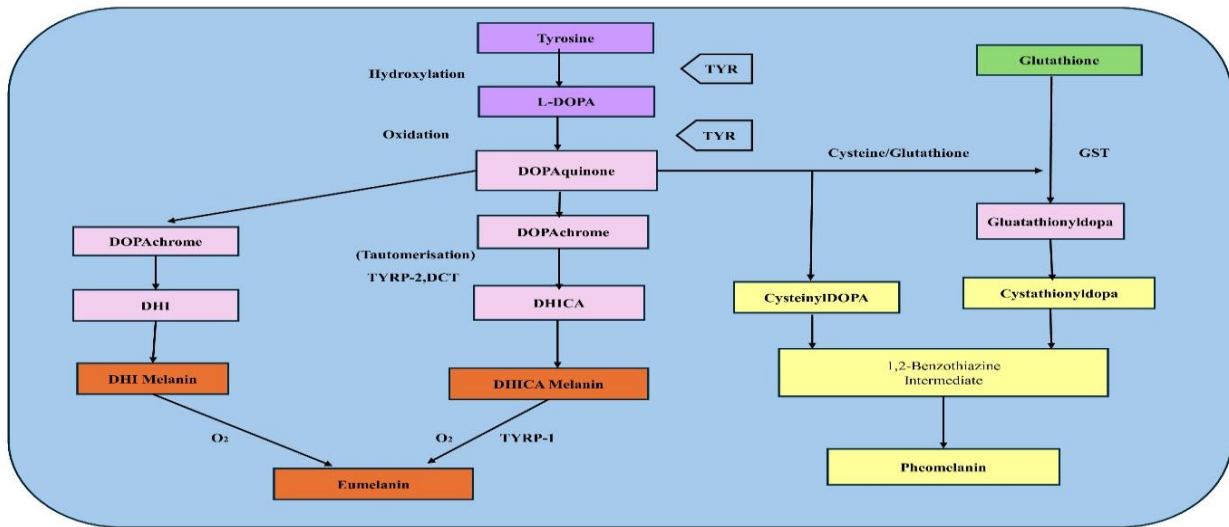 Tyrosine
Glutathione
Hydroxylation
TYR
L-DOPA
Oxidation
TYR
Cysteine/Glutathione
GST
DOPAquinone
DOPAchrome
DOPAchrome
Gluatathionyldopa
(Tautomerisation)
TYRP-2,DCT
DHI
DHICA
CysteinylDOPA
Cystathionyldopa
DHI Melanin
DHICA Melanin
1,2-Benzothiazine
Intermediate
O₂
O₂
TYRP-1
Eumelanin
Pheomelanin